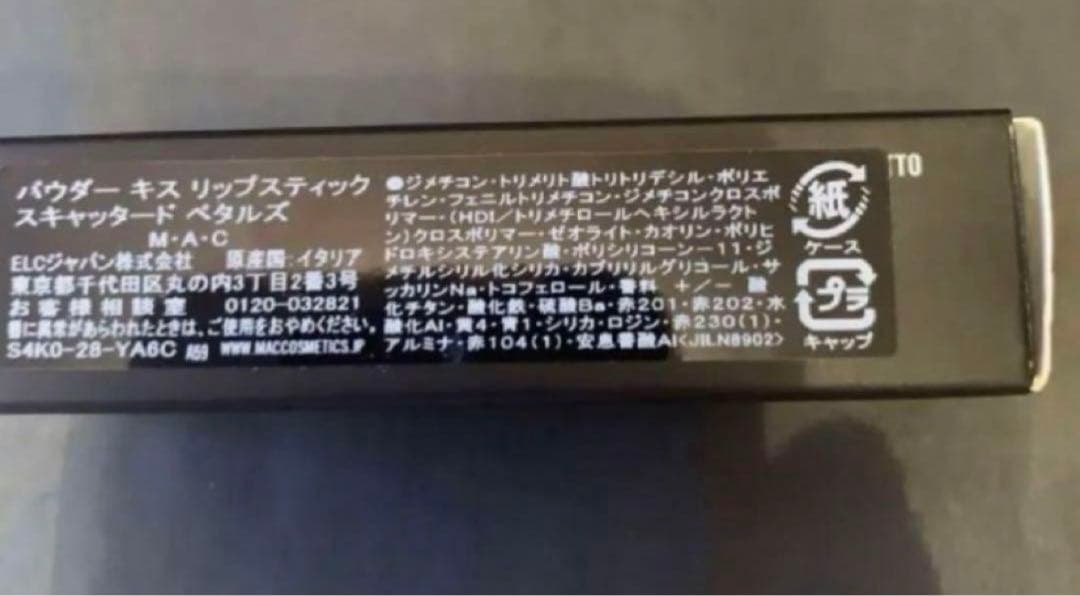 パウダー キス リップスティック
スキャッタード ペタルズ
M・A・C
ELCジャパン株式会社 原産国:イタリア
東京都千代田区丸の内3丁目2番3号
お客様相談室 0120-032821
に異常があらわれたときは、ご使用をおやめください。
S4K0-28-YA6C A59 WWW.MACCOSMETICS.JP
●ジメチコン・トリメリト酸トリトリデシル・ポリエ
チレン・フェニルトリメチコン・ジメチコンクロスポ
リマー・(HDI/トリメチロールヘキシルラクト
ン)クロスポリマー・ゼオライト・カオリン・ポリヒ
ドロキシステアリン酸・ポリシリコーン－11・ジ
メチルシリル化シリカ・カプリリルグリコール・サ
ッカリンNa・トコフェロール・香料 +/－ 酸
化チタン・酸化鉄・硫酸Ba・赤201・赤202・水
酸化Al・黄4・青1・シリカ・ロジン・赤230(1)・
アルミナ・赤104(1)・安息香酸Al<JILN8902>
紙
ケース
プラ
キャップ
TTO